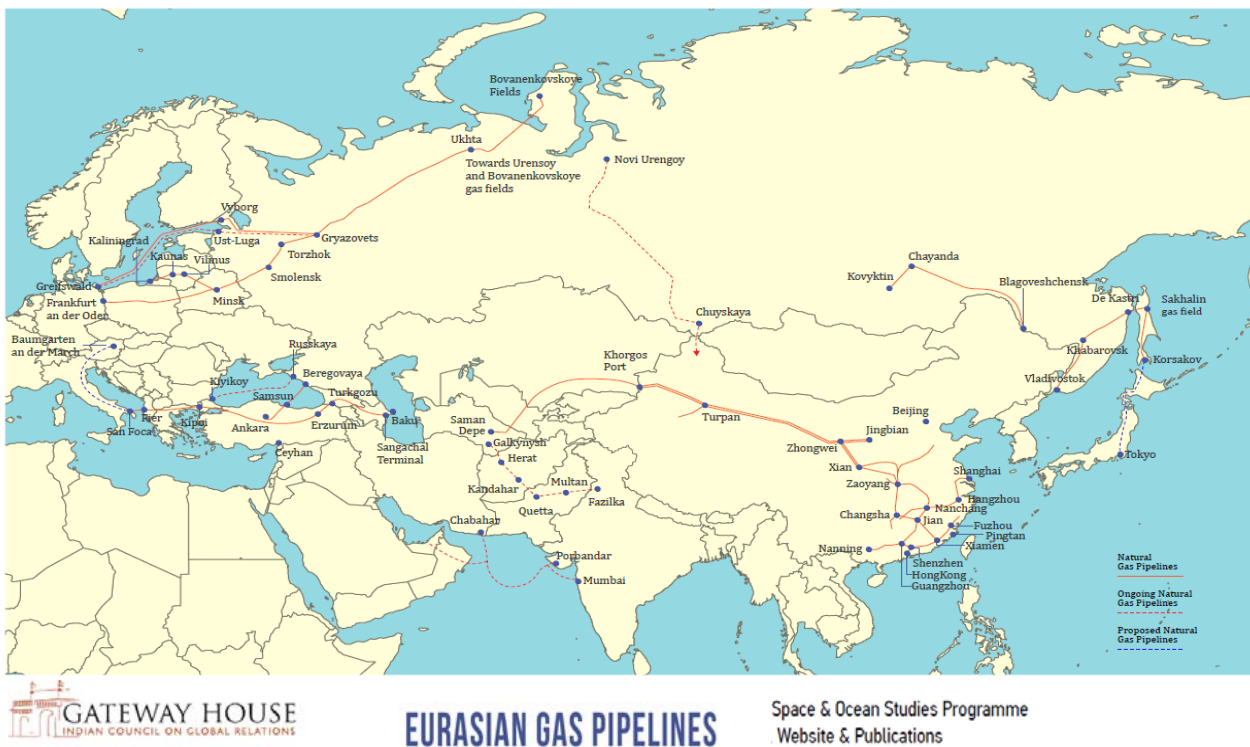 Bovanenkovskoye
Fields
Ukhta
Towards Urensoy
and Bovanenkovskoye
gas fields
Novi Urengoy
Vyborg
Gryazovets
Ust-Luga
Kaliningrad
Torzhok
Kaunas
Vilinus
Smolensk
Greifswald
Minsk
Frankfurt
an der Oder
Chayanda
Kovyktin
Blagoveshchensk
De Kastri
Sakhalin
gas field
Chuyskaya
Baumgarten
an der March
Russkaya
Khabarovsk
Korsakov
Khorgos
Port
Beregovaya
Kiyikoy
Turkgozu
Vladivostok
Samsun
Fier
San Foca
Kipoi
Ankara
Erzurum
Baku
Saman
Depe
Turpan
Beijing
Jingbian
Sangachal
Terminal
Galkynysh
Zhongwei
Ceyhan
Herat
Xian
Tokyo
Shanghai
Kandahar
Multan
Zaoyang
Quetta
Fazilka
Hangzhou
Nanchang
Changsha
Jian
Chabahar
Fuzhou
Pingtan
Nanning
Xiamen
Porbandar
Shenzhen
HongKong
Guangzhou
Mumbai
Natural
Gas Pipelines
Ongoing Natural
Gas Pipelines
Proposed Natural
Gas Pipelines
GATEWAY HOUSE
INDIAN COUNCIL ON GLOBAL RELATIONS
EURASIAN GAS PIPELINES
Space & Ocean Studies Programme
Website & Publications